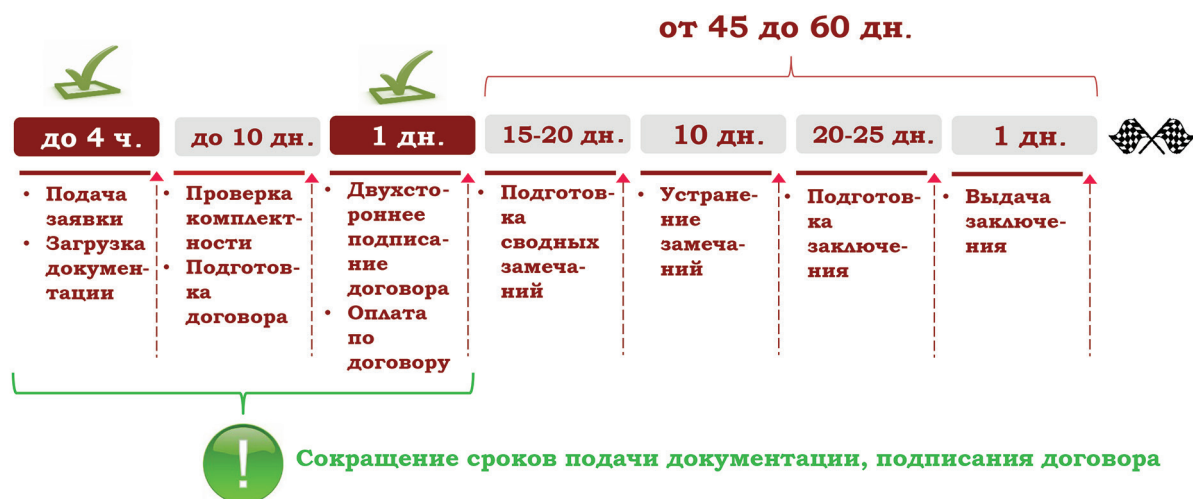 от 45 до 60 дн.
до 4 ч.
до 10 дн.
1 дн.
15-20 дн.
10 дн.
20-25 дн.
1 дн.
• Подача
заявки
• Загрузка
докумен-
тации
• Проверка
комплект-
ности
• Подготов-
ка
договора
• Двухсто-
роннее
подписа-
ние
договора
• Оплата
по
договору
• Подготов-
ка
сводных
замеча-
ний
• Устране-
ние
замеча-
ний
• Подготов-
ка
заключе-
ния
• Выдача
заключе-
ния
!
Сокращение сроков подачи документации, подписания договора